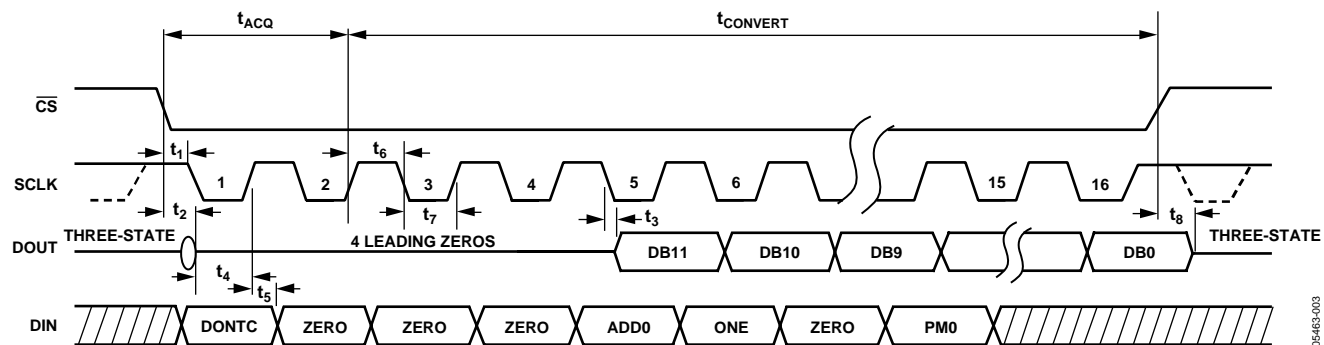 tACQ tCONVERT
CS
t1 t6
SCLK 1 2 3 4 5 6 15 16
t2 t7 t3 t8
THREE-STATE 4 LEADING ZEROS THREE-STATE
DOUT DB11 DB10 DB9 DB0
t4
t5
DIN DONTC ZERO ZERO ZERO ADD0 ONE ZERO PM0
05463-003